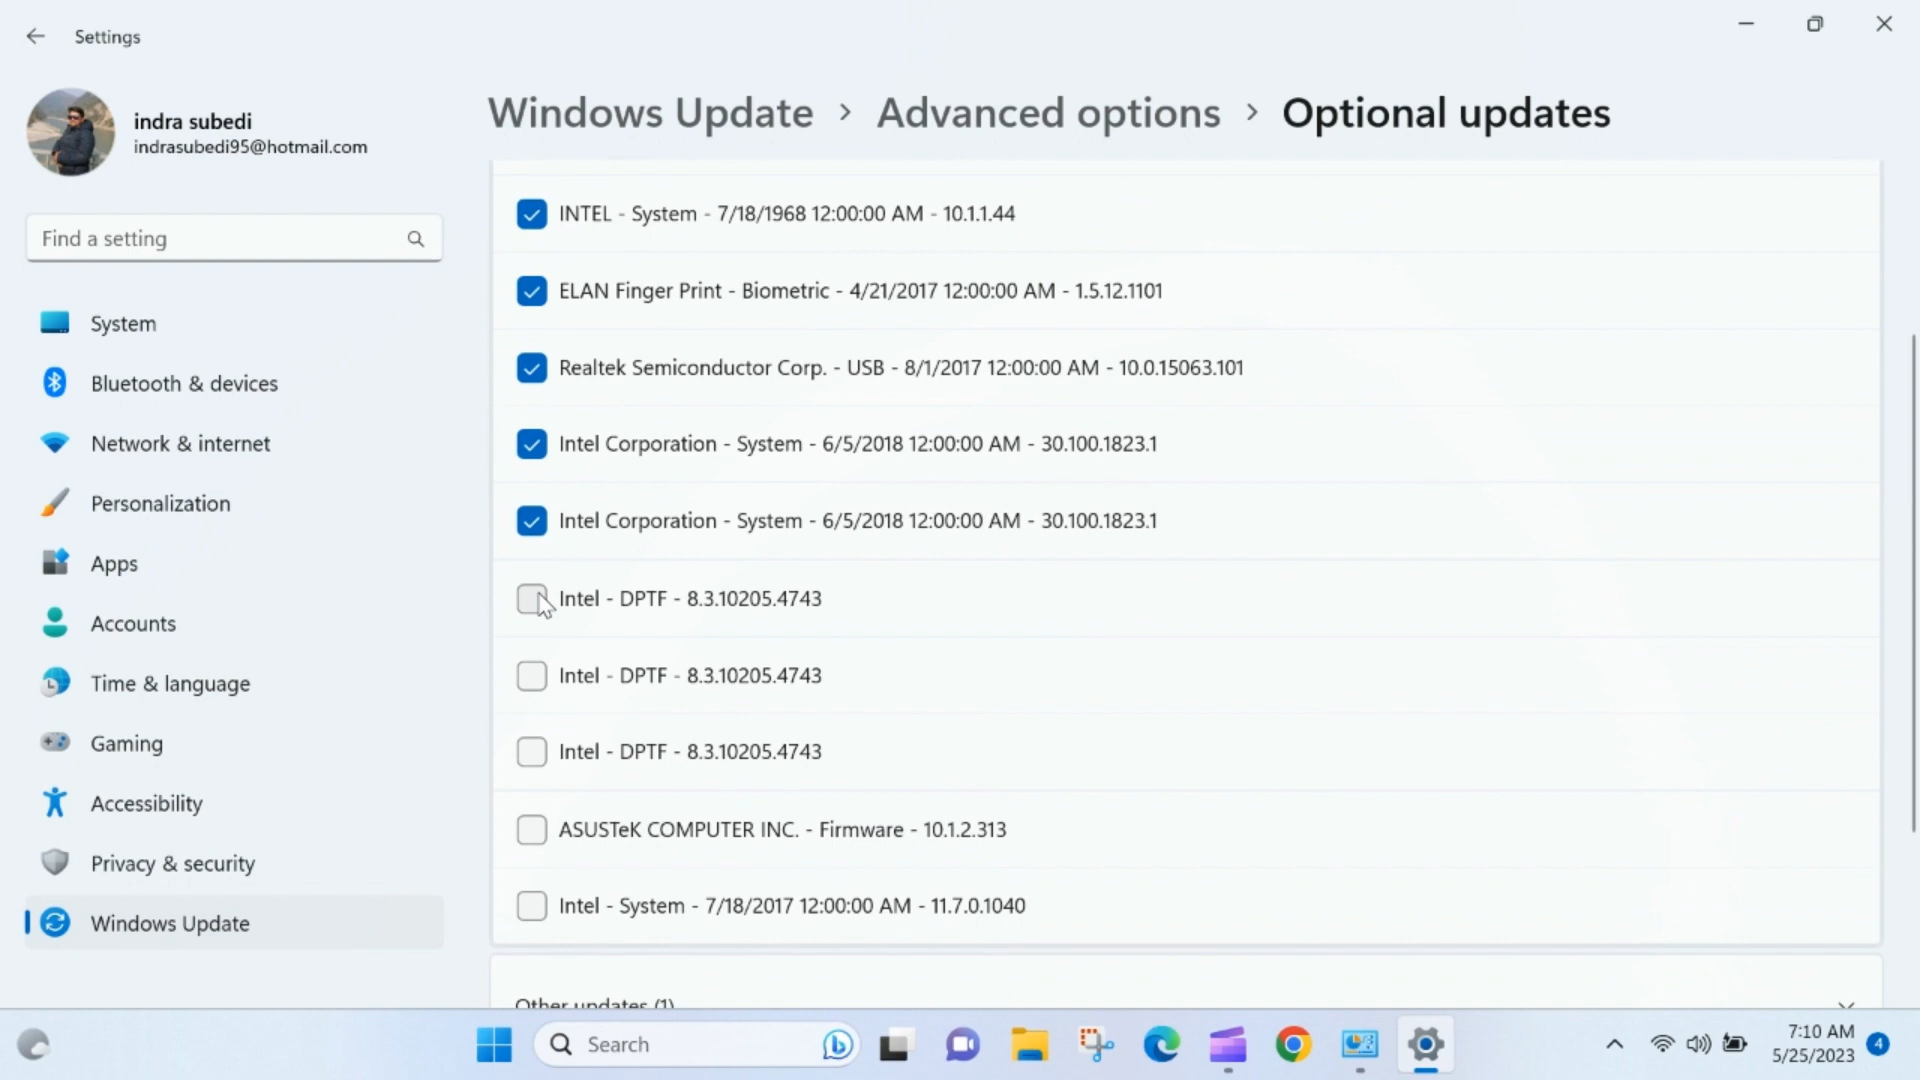 Settings
indra subedi
indrasubedi95@hotmail.com
Find a setting
System
Bluetooth & devices
Network & internet
Personalization
Apps
Accounts
Time & language
Gaming
Accessibility
Privacy & security
Windows Update
Windows Update > Advanced options > Optional updates
INTEL - System - 7/18/1968 12:00:00 AM - 10.1.1.44
ELAN Finger Print - Biometric - 4/21/2017 12:00:00 AM - 1.5.12.1101
Realtek Semiconductor Corp. - USB - 8/1/2017 12:00:00 AM - 10.0.15063.101
Intel Corporation - System - 6/5/2018 12:00:00 AM - 30.100.1823.1
Intel Corporation - System - 6/5/2018 12:00:00 AM - 30.100.1823.1
Intel - DPTF - 8.3.10205.4743
Intel - DPTF - 8.3.10205.4743
Intel - DPTF - 8.3.10205.4743
ASUSTeK COMPUTER INC. - Firmware - 10.1.2.313
Intel - System - 7/18/2017 12:00:00 AM - 11.7.0.1040
Other updates (1)
Search
7:10 AM
5/25/2023
4